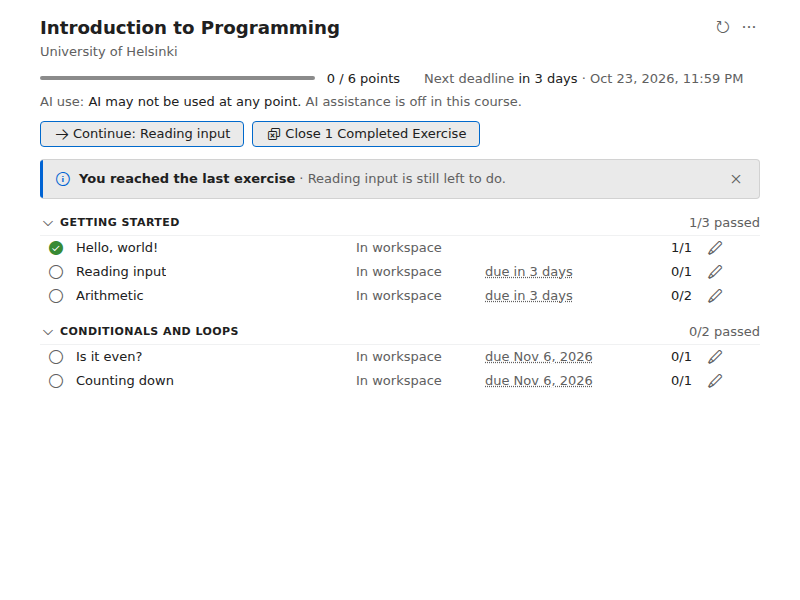 Introduction to Programming
University of Helsinki
0 / 6 points Next deadline in 3 days · Oct 23, 2026, 11:59 PM
AI use: AI may not be used at any point. AI assistance is off in this course.
Continue: Reading input Close 1 Completed Exercise
You reached the last exercise · Reading input is still left to do.
GETTING STARTED 1/3 passed
Hello, world! In workspace 1/1
Reading input In workspace due in 3 days 0/1
Arithmetic In workspace due in 3 days 0/2
CONDITIONALS AND LOOPS 0/2 passed
Is it even? In workspace due Nov 6, 2026 0/1
Counting down In workspace due Nov 6, 2026 0/1